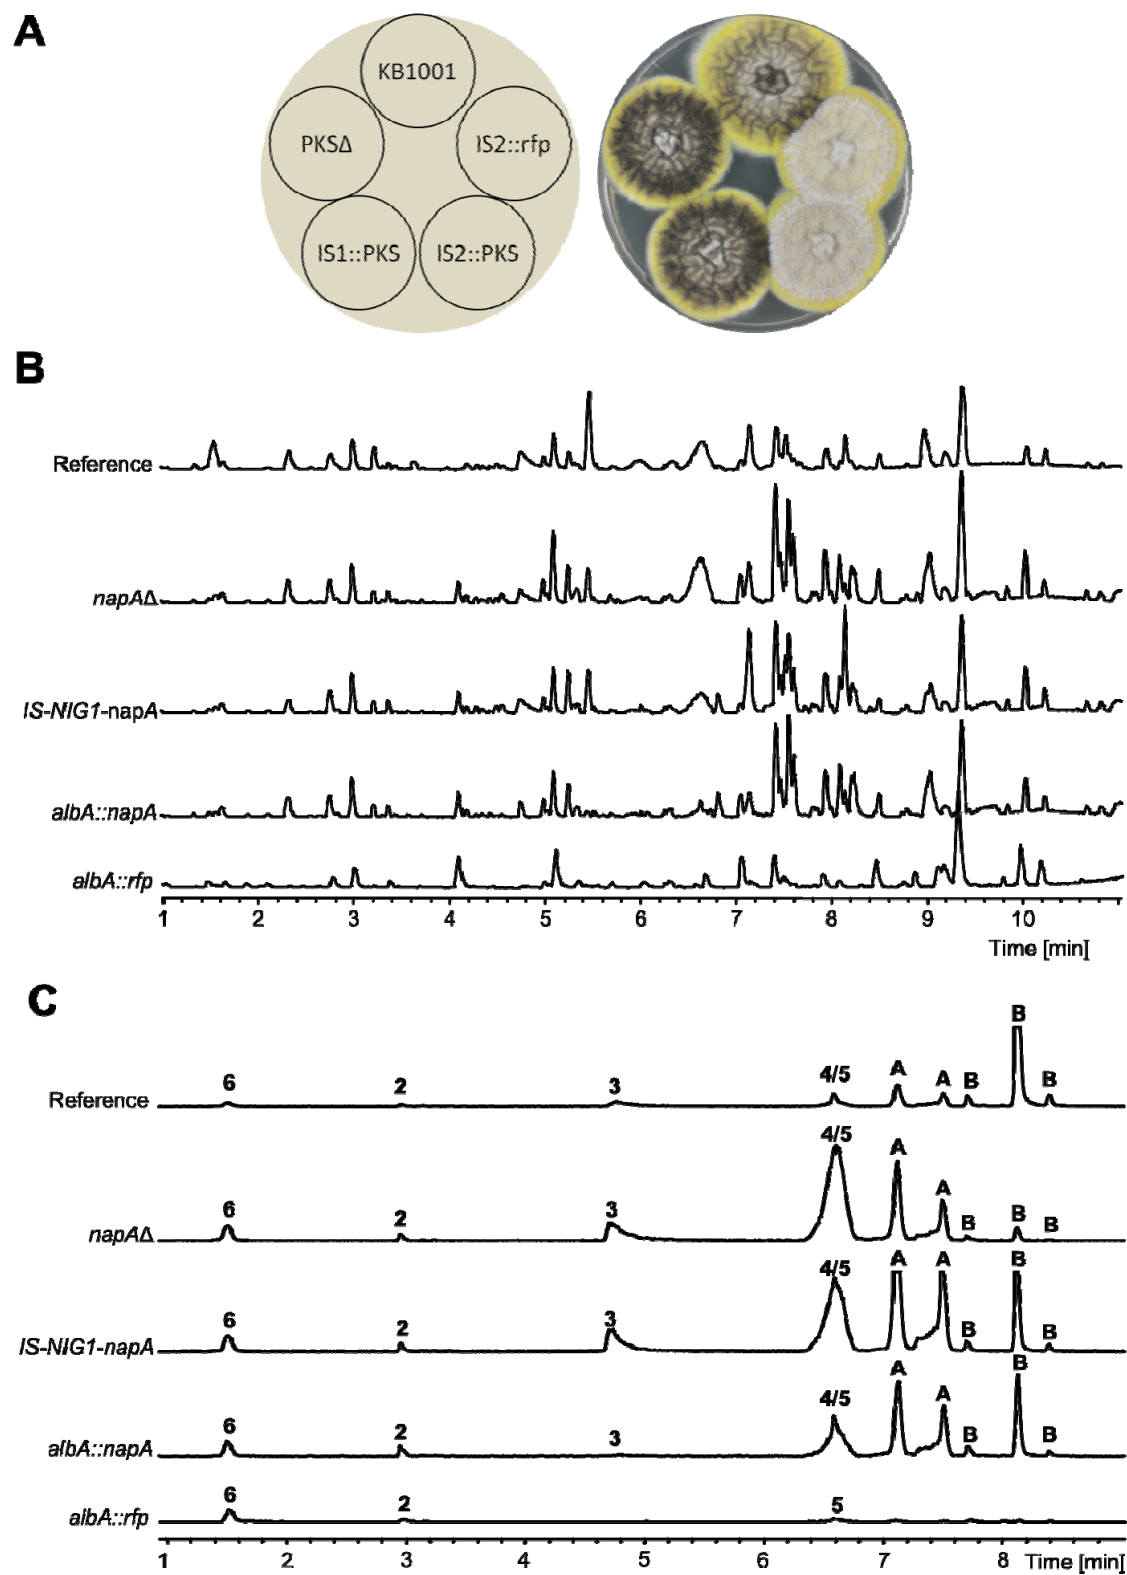 A
KB1001
PKSΔ
IS2::rfp
IS1::PKS
IS2::PKS
B
Reference
napAΔ
IS-NIG1-napA
albA::napA
albA::rfp
1 2 3 4 5 6 7 8 9 10
Time [min]
C
Reference
6 2 3 4/5 A A B B B
napAΔ
6 2 3 4/5 A A B B B
IS-NIG1-napA
6 2 3 4/5 A A B B B
albA::napA
6 2 3 4/5 A A B B B
albA::rfp
6 2 5
1 2 3 4 5 6 7 8 Time [min]